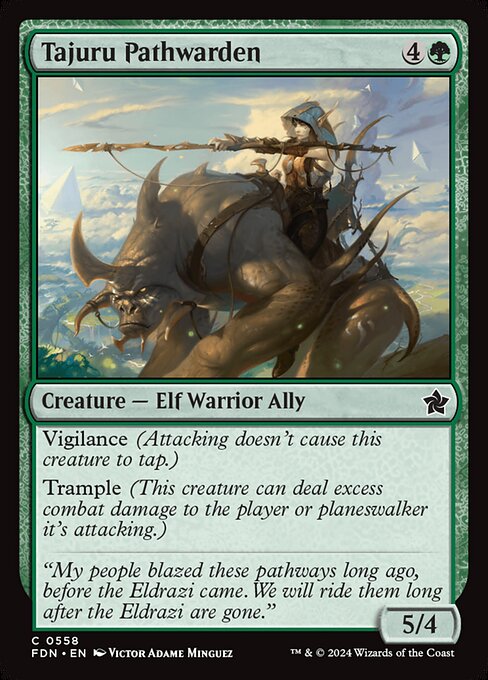 Tajuru Pathwarden 4
Creature — Elf Warrior Ally
Vigilance (Attacking doesn't cause this
creature to tap.)
Trample (This creature can deal excess
combat damage to the player or planeswalker
it's attacking.)
“My people blazed these pathways long ago,
before the Eldrazi came. We will ride them long
after the Eldrazi are gone.”
5/4
C 0558
FDN • EN Victor Adame Minguez
™ & © 2024 Wizards of the Coast